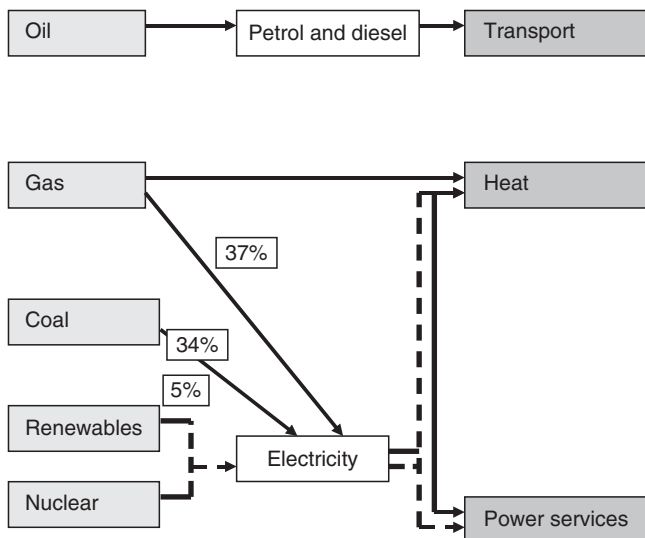 Oil
Petrol and diesel
Transport
Gas
Heat
37%
Coal
34%
5%
Renewables
Electricity
Nuclear
Power services